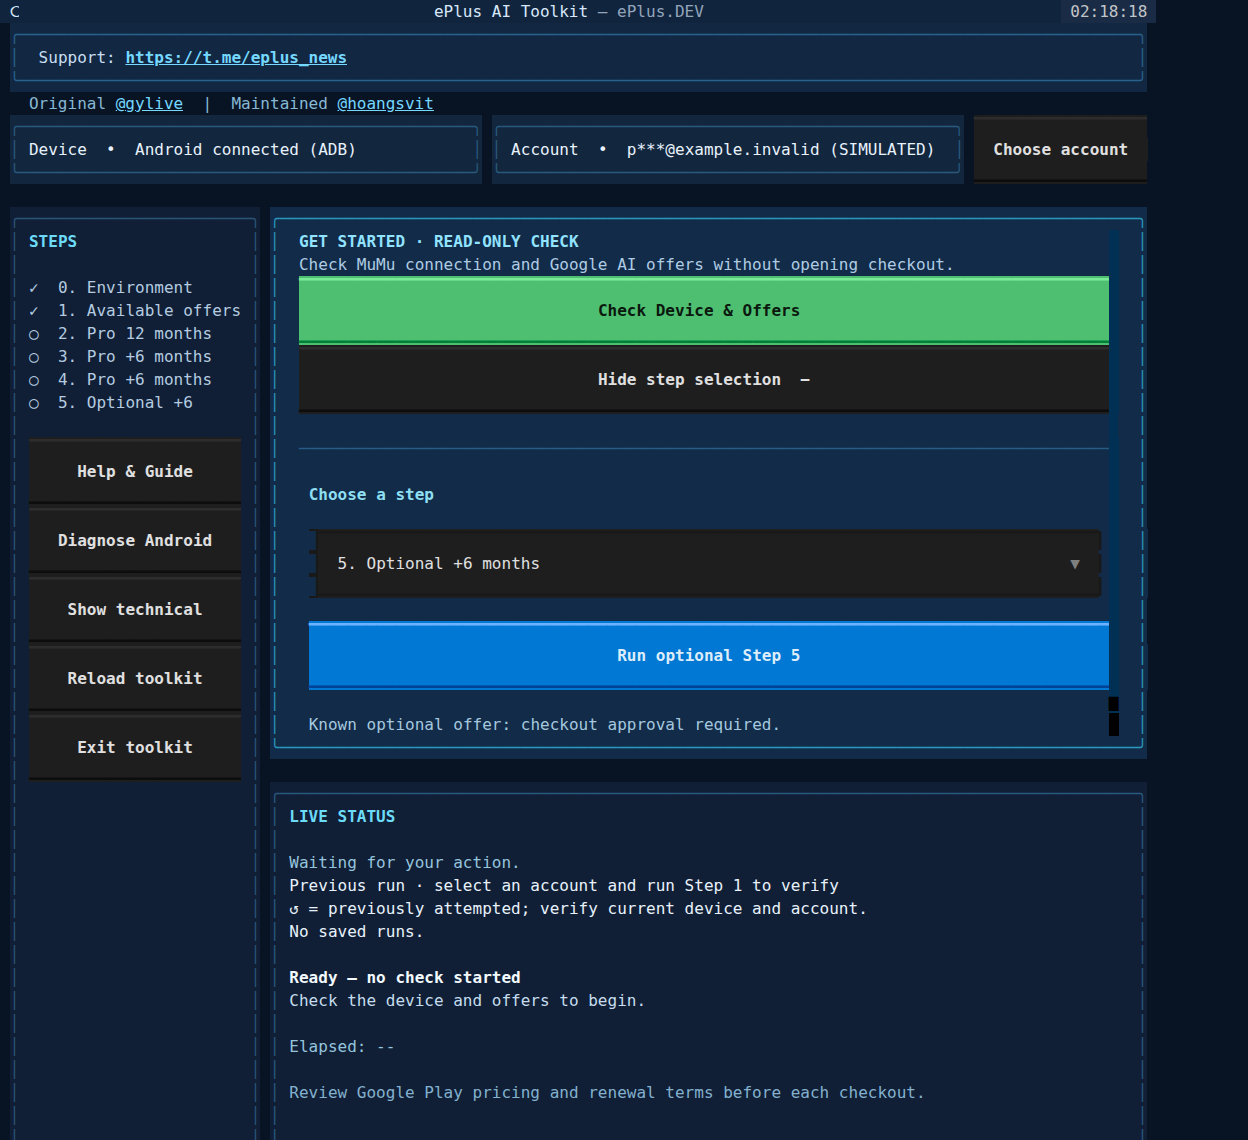 C ePlus AI Toolkit — ePlus.DEV 02:18:18
Support: https://t.me/eplus_news
Original @gylive | Maintained @hoangsvit
Device • Android connected (ADB)
Account • p***@example.invalid (SIMULATED)
Choose account
STEPS
✓ 0. Environment
✓ 1. Available offers
○ 2. Pro 12 months
○ 3. Pro +6 months
○ 4. Pro +6 months
○ 5. Optional +6
Help & Guide
Diagnose Android
Show technical
Reload toolkit
Exit toolkit
GET STARTED · READ-ONLY CHECK
Check MuMu connection and Google AI offers without opening checkout.
Check Device & Offers
Hide step selection −
Choose a step
5. Optional +6 months ▼
Run optional Step 5
Known optional offer: checkout approval required.
LIVE STATUS
Waiting for your action.
Previous run · select an account and run Step 1 to verify
↺ = previously attempted; verify current device and account.
No saved runs.
Ready — no check started
Check the device and offers to begin.
Elapsed: --
Review Google Play pricing and renewal terms before each checkout.